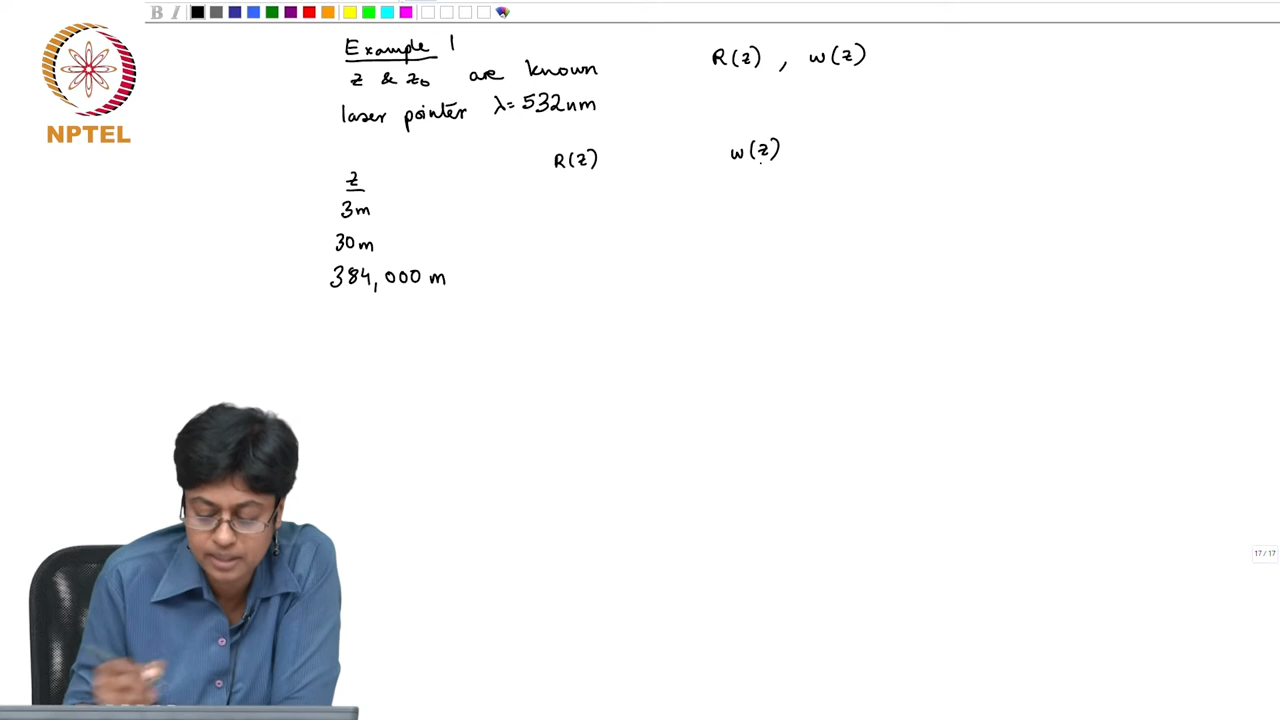 B I
NPTEL
Example 1
z & z₀ are known
R(z) , w(z)
laser pointer λ = 532nm
R(z) w(z)
z
3m
30m
384,000 m
17 / 17